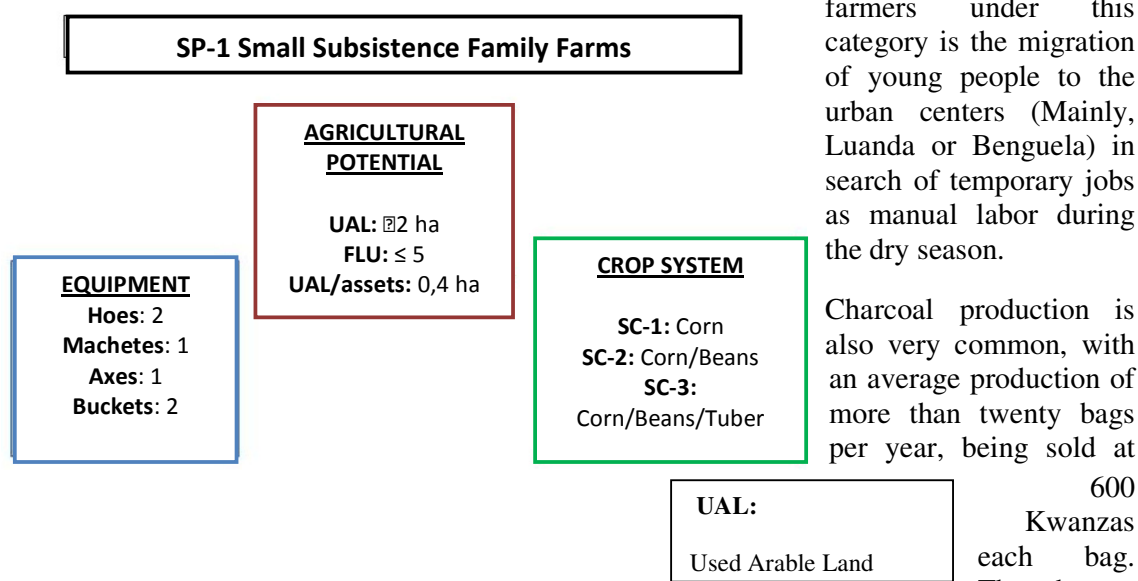 SP-1 Small Subsistence Family Farms
AGRICULTURAL
POTENTIAL
UAL: ⍰2 ha
FLU: ≤ 5
UAL/assets: 0,4 ha
EQUIPMENT
Hoes: 2
Machetes: 1
Axes: 1
Buckets: 2
CROP SYSTEM
SC-1: Corn
SC-2: Corn/Beans
SC-3:
Corn/Beans/Tuber
UAL:
Used Arable Land
farmers under this
category is the migration
of young people to the
urban centers (Mainly,
Luanda or Benguela) in
search of temporary jobs
as manual labor during
the dry season.
Charcoal production is
also very common, with
an average production of
more than twenty bags
per year, being sold at
600
Kwanzas
each bag.